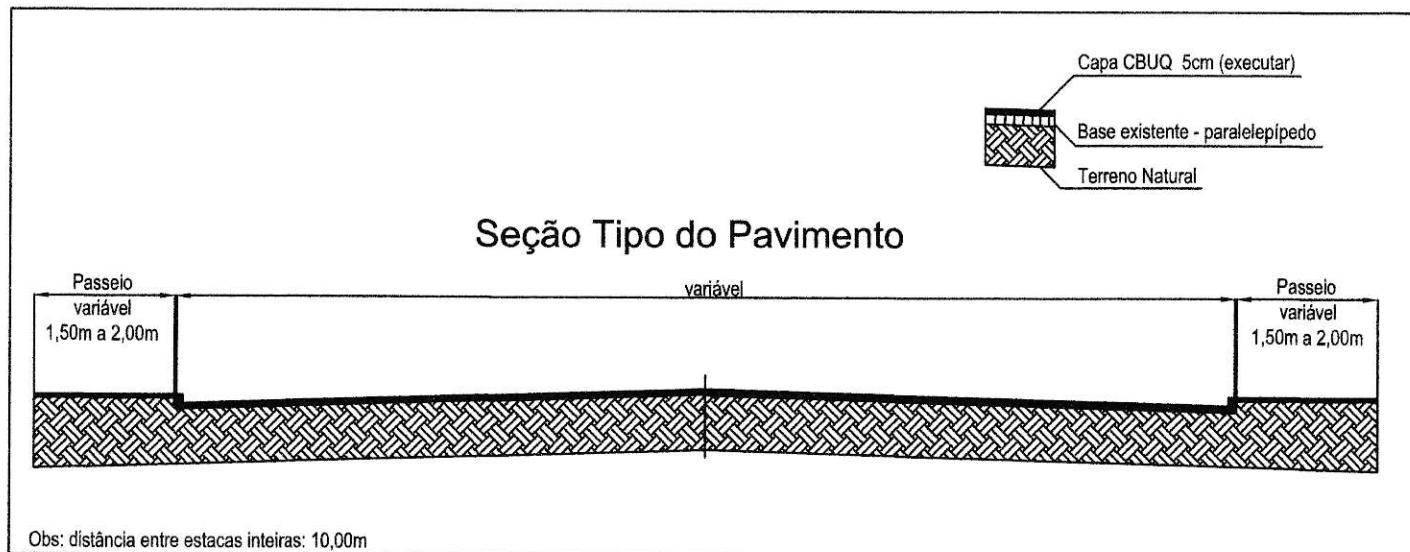 Capa CBUQ 5cm (executar)
Base existente - paralelepípedo
Terreno Natural
Seção Tipo do Pavimento
Passeio
variável
1,50m a 2,00m
variável
Passeio
variável
1,50m a 2,00m
Obs: distância entre estacas inteiras: 10,00m